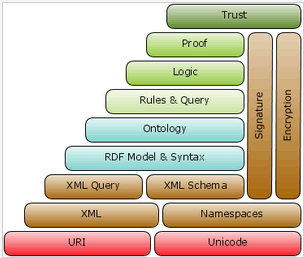 Trust
Proof
Logic
Rules & Query
Ontology
RDF Model & Syntax
XML Query
XML Schema
XML
Namespaces
URI
Unicode
Signature
Encryption